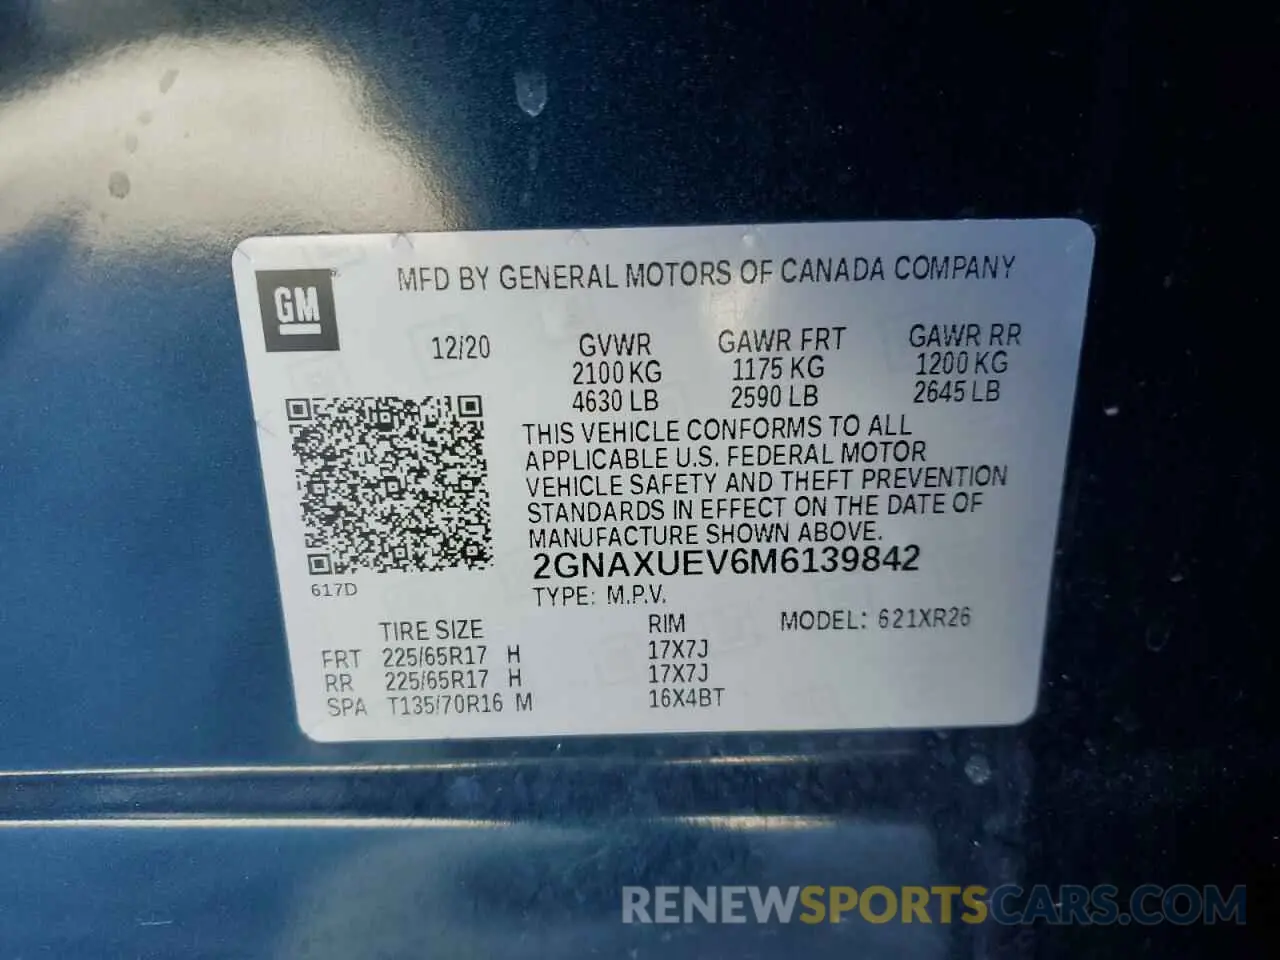 GM
MFD BY GENERAL MOTORS OF CANADA COMPANY
12/20
GVWR GAWR FRT GAWR RR
2100 KG 1175 KG 1200 KG
4630 LB 2590 LB 2645 LB
THIS VEHICLE CONFORMS TO ALL
APPLICABLE U.S. FEDERAL MOTOR
VEHICLE SAFETY AND THEFT PREVENTION
STANDARDS IN EFFECT ON THE DATE OF
MANUFACTURE SHOWN ABOVE.
2GNAXUEV6M6139842
617D
TYPE: M.P.V.
TIRE SIZE RIM MODEL: 621XR26
FRT 225/65R17 H 17X7J
RR 225/65R17 H 17X7J
SPA T135/70R16 M 16X4BT
RENEWSPORTSCARS.COM